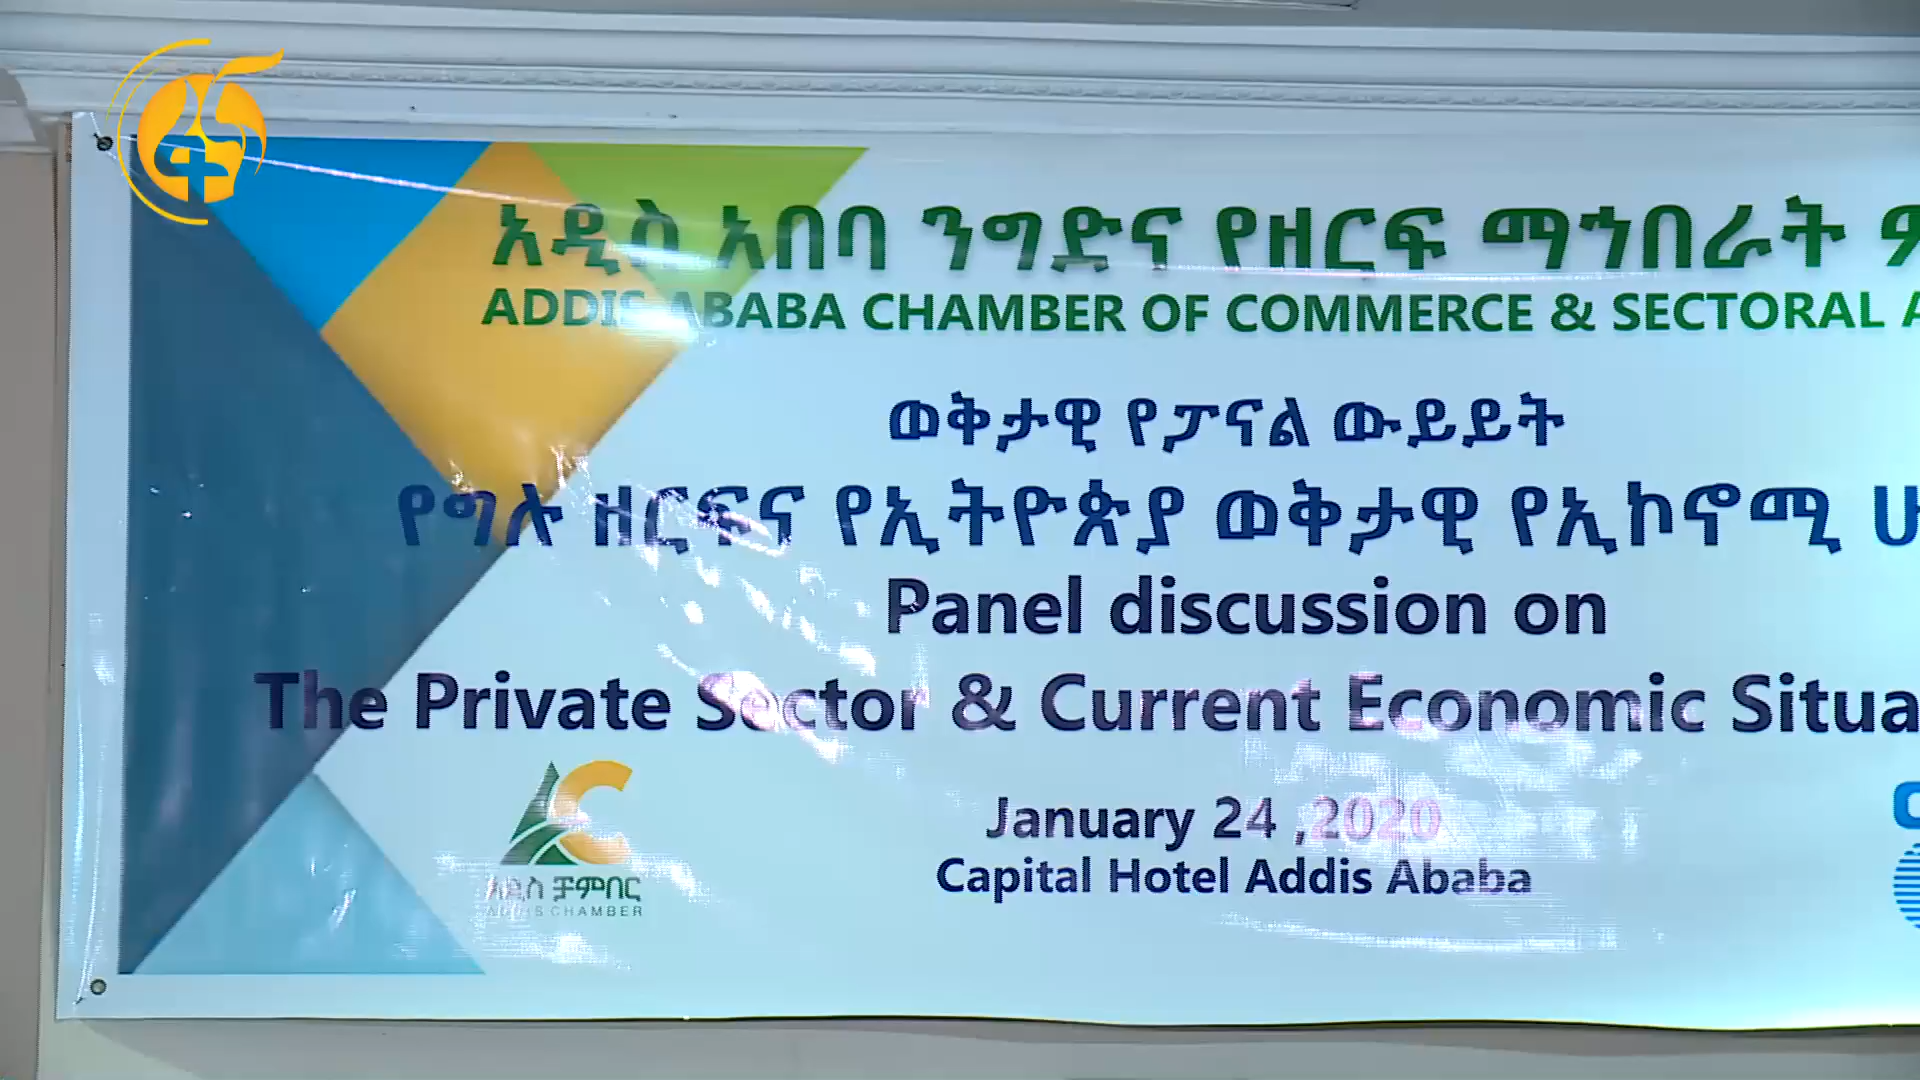 አዲስ አበባ ንግድና የዘርፍ ማኅበራት
ADDIS ABABA CHAMBER OF COMMERCE & SECTORAL
ወቅታዊ የፓናል ውይይት
የግሉ ዘርፍና የኢትዮጵያ ወቅታዊ የኢኮኖሚ
Panel discussion on
The Private Sector & Current Economic Situa
January 24 ,2020
Capital Hotel Addis Ababa
አዲስ ቻምበር
ADDIS CHAMBER